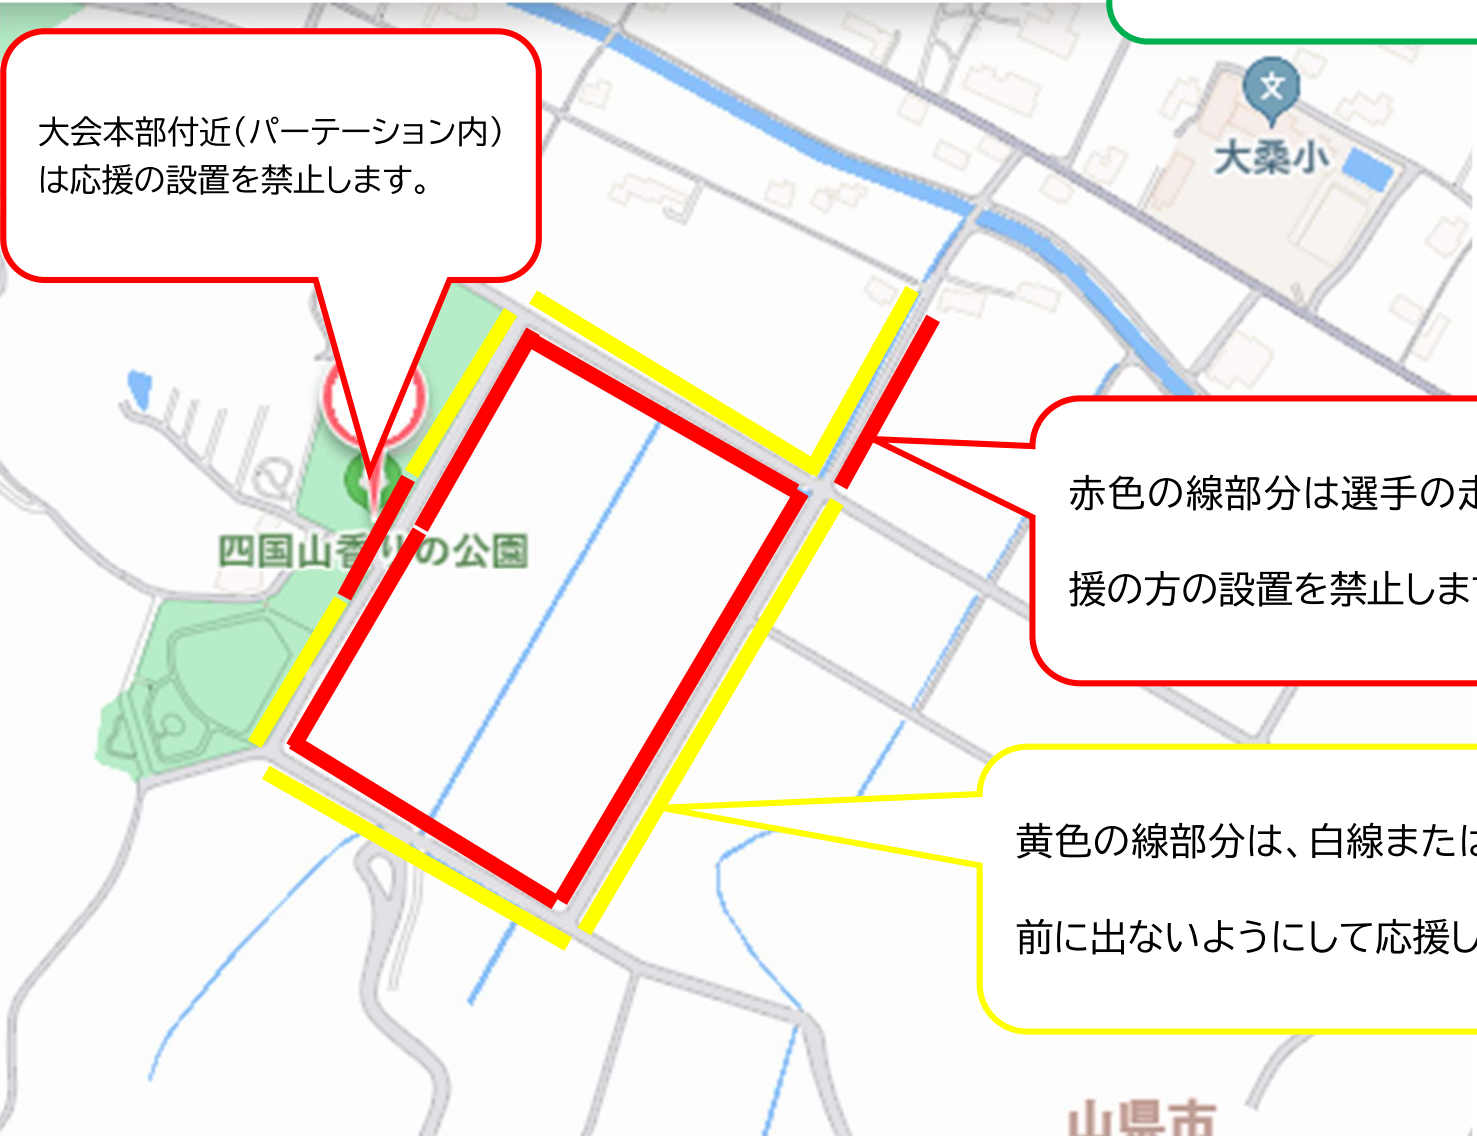 大会本部付近（パーテーション内）
は応援の設置を禁止します。
文
大桑小
四国山香りの公園
赤色の線部分は選手の走
援の方の設置を禁止しま
黄色の線部分は、白線または
前に出ないようにして応援し
山県市